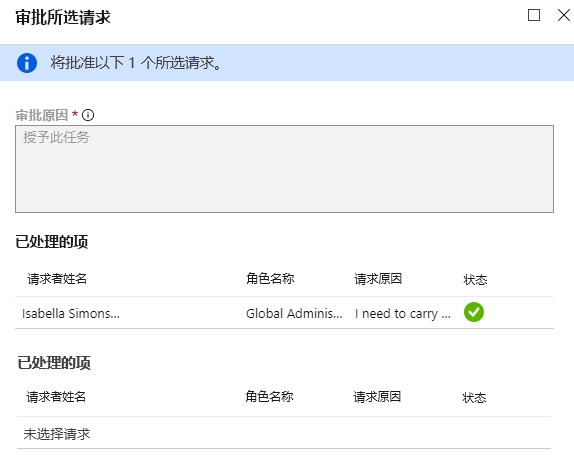 审批所选请求
将批准以下 1 个所选请求。
审批原因 *
授予此任务
已处理的项
请求者姓名 角色名称 请求原因 状态
Isabella Simons... Global Adminis... I need to carry ...
已处理的项
请求者姓名 角色名称 请求原因 状态
未选择请求